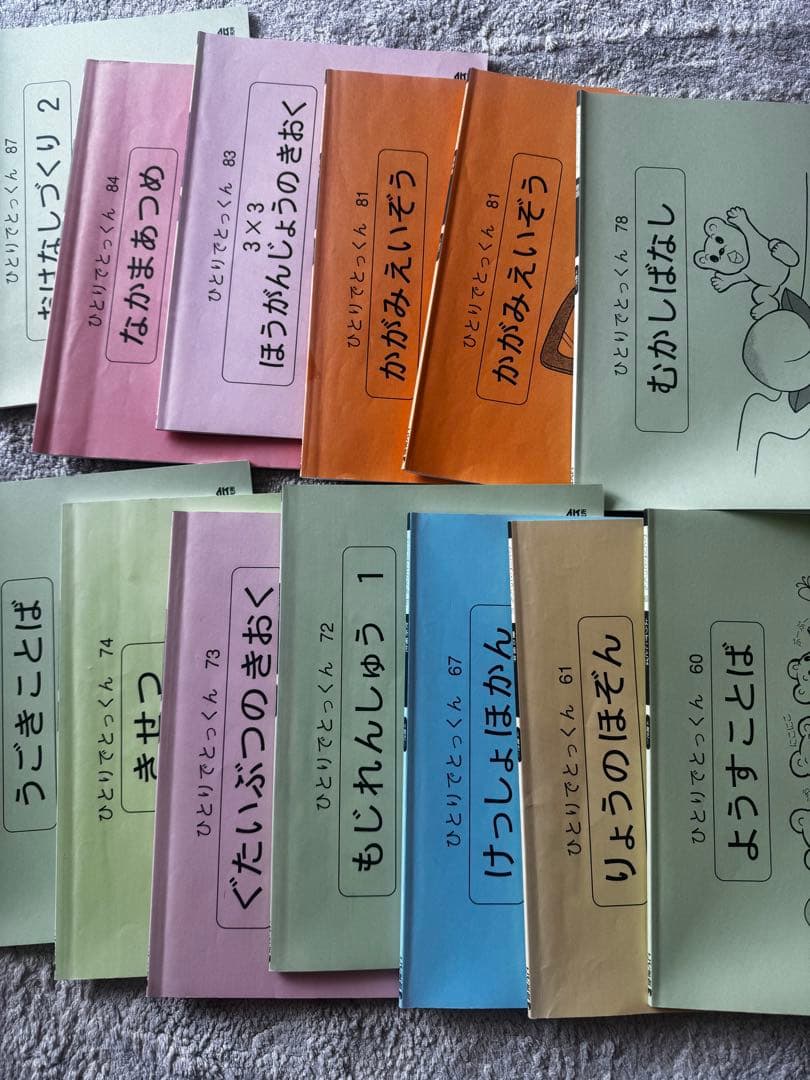 ひとりでとっくん 87
おはなしづくり 2
ひとりでとっくん 84
なかまあつめ
ひとりでとっくん 83
3×3
ほうがんじょうのきおく
ひとりでとっくん 81
かがみえいぞう
ひとりでとっくん 81
かがみえいぞう
ひとりでとっくん 78
むかしばなし
うごきことば
ひとりでとっくん 74
きせつ
ひとりでとっくん 73
ぐたいぶつのきおく
ひとりでとっくん 72
もじれんしゅう 1
ひとりでとっくん 67
けっしょほかん
ひとりでとっくん 61
りょうのほぞん
ひとりでとっくん 60
ようすことば